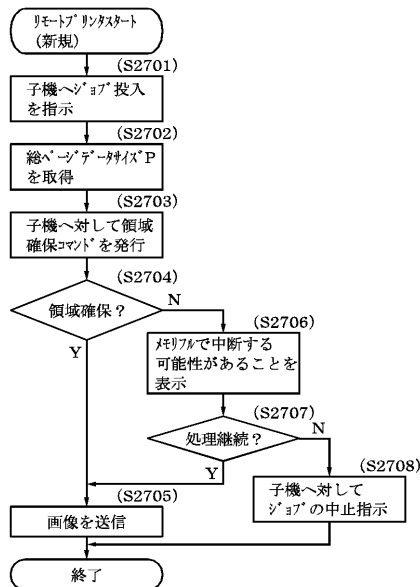 ﾘﾓｰﾄﾌﾟﾘﾝﾀｽﾀｰﾄ
(新規)
(S2701)
子機へｼﾞｮﾌﾞ投入
を指示
(S2702)
総ﾍﾟｰｼﾞﾃﾞｰﾀｻｲｽﾞP
を取得
(S2703)
子機へ対して領域
確保ｺﾏﾝﾄﾞを発行
(S2704)
領域確保？
N
Y
(S2706)
ﾒﾓﾘﾌﾙで中断する
可能性があることを
表示
(S2707)
処理継続？
N
Y
(S2708)
子機へ対して
ｼﾞｮﾌﾞの中止指示
(S2705)
画像を送信
終了